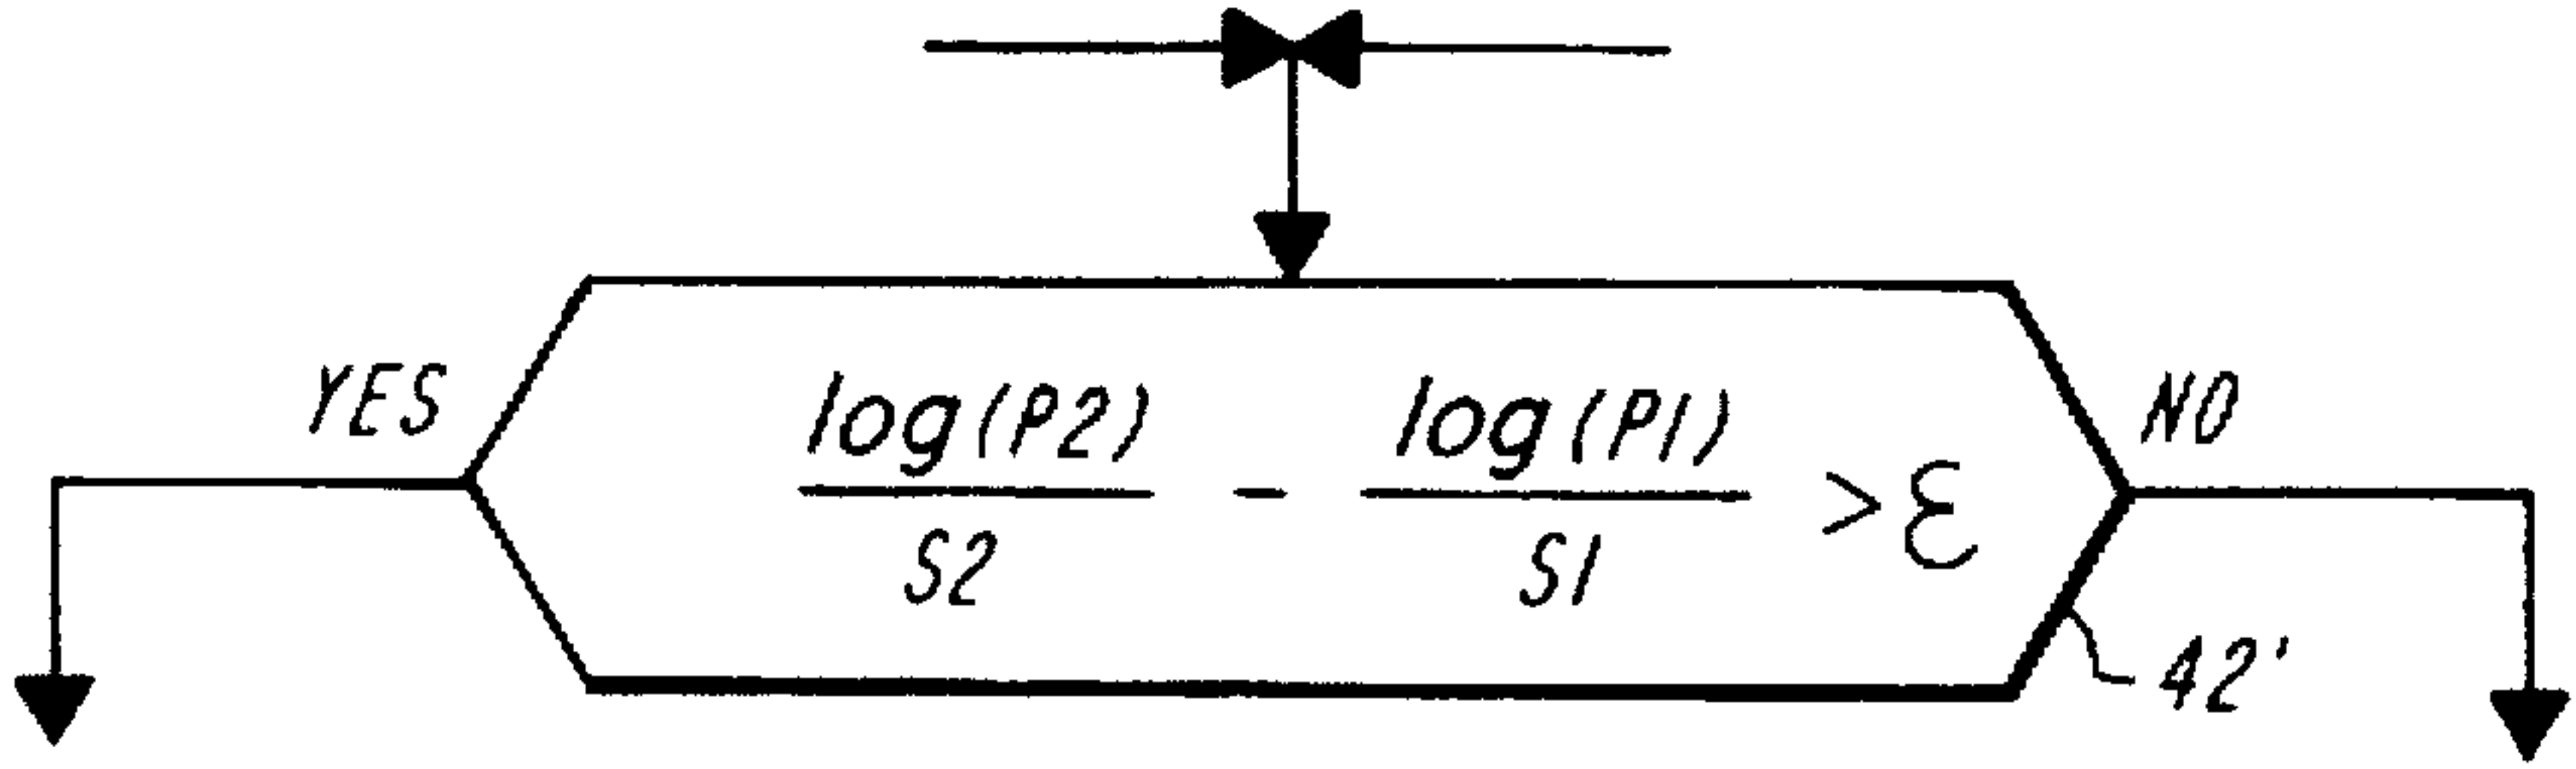 YES
log(P2)/S2 - log(P1)/S1 >ε
NO
42'